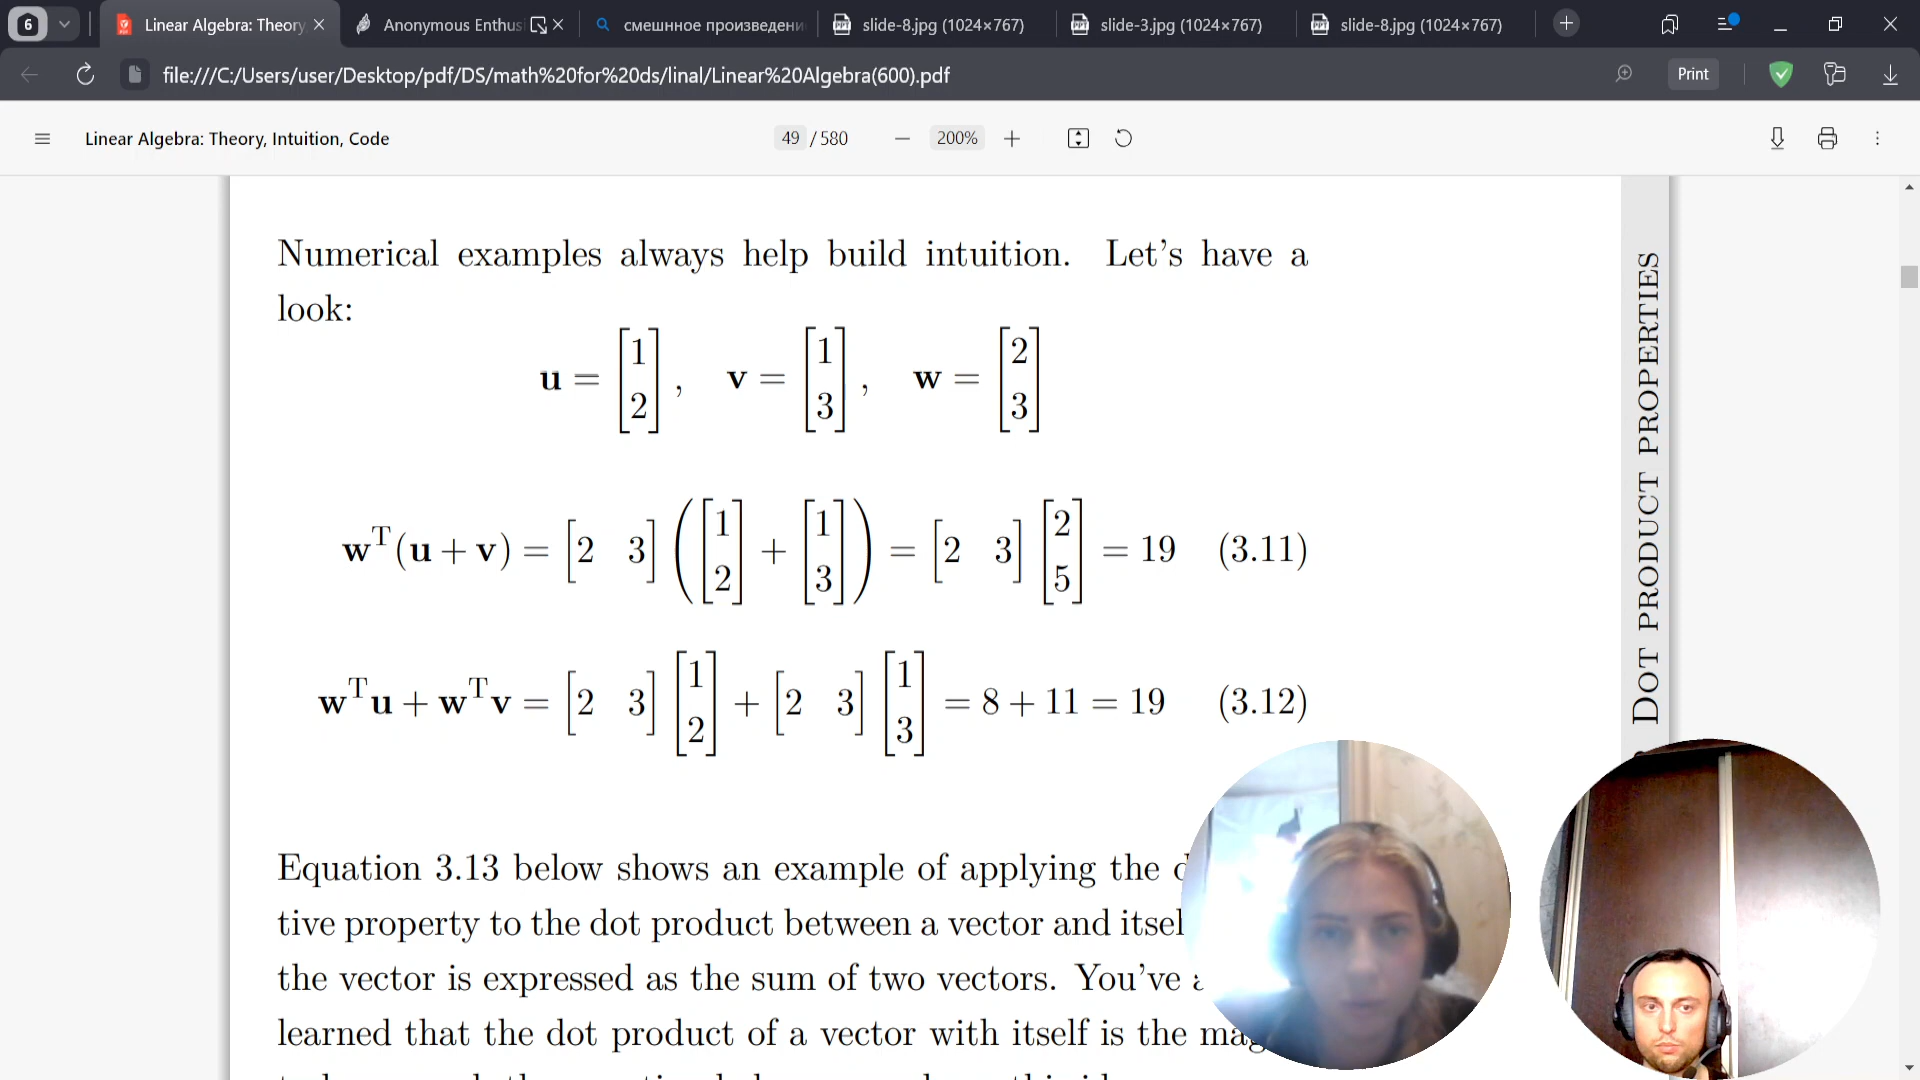 6
Linear Algebra: Theory
Anonymous Enthus
смешнное произведени
slide-8.jpg (1024×767)
slide-3.jpg (1024×767)
slide-8.jpg (1024×767)
file:///C:/Users/user/Desktop/pdf/DS/math%20for%20ds/linal/Linear%20Algebra(600).pdf
Print
Linear Algebra: Theory, Intuition, Code
49 / 580
200%
Numerical examples always help build intuition. Let's have a
look:
u = [1 2], v = [1 3], w = [2 3]
wᵀ(u + v) = [2 3] ([1 2] + [1 3]) = [2 3] [2 5] = 19 (3.11)
wᵀu + wᵀv = [2 3] [1 2] + [2 3] [1 3] = 8 + 11 = 19 (3.12)
Equation 3.13 below shows an example of applying the d
tive property to the dot product between a vector and itsel
the vector is expressed as the sum of two vectors. You've a
learned that the dot product of a vector with itself is the mag
DOT PRODUCT PROPERTIES